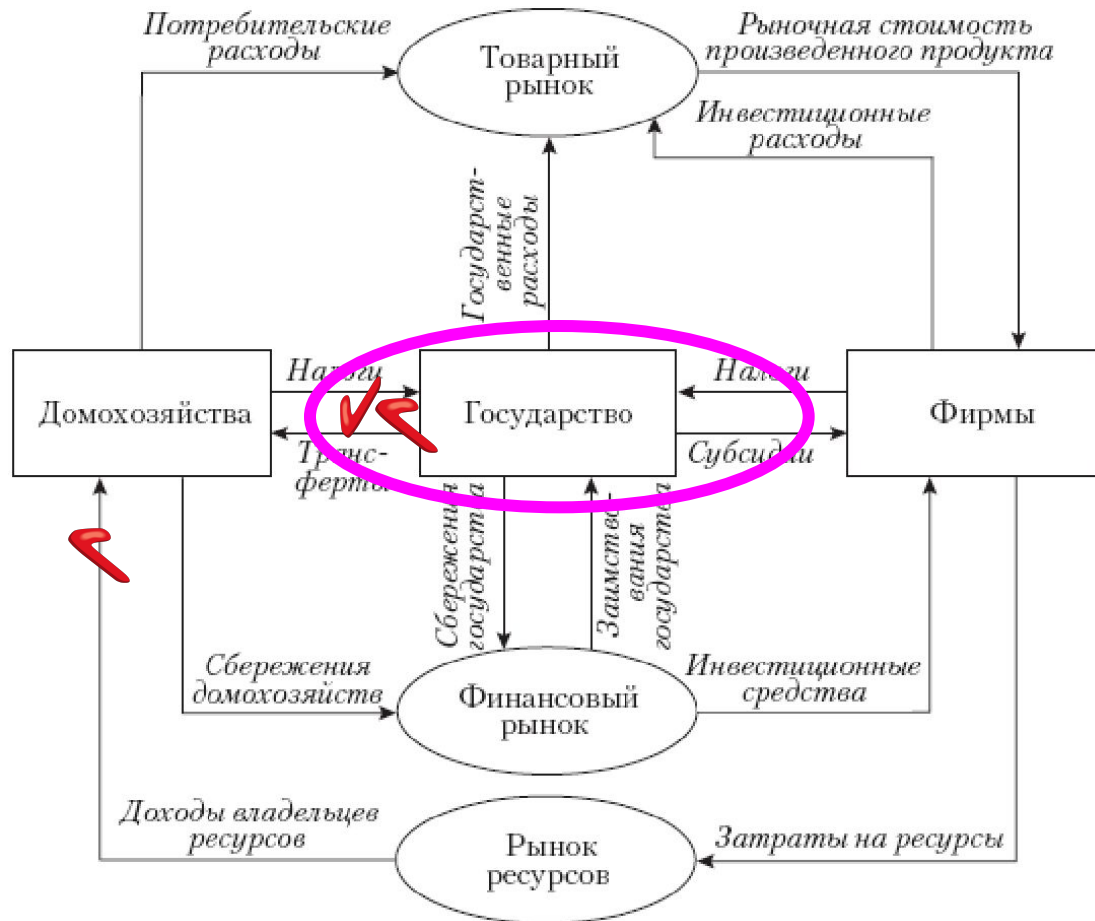 Потребительские
расходы
Товарный
рынок
Рыночная стоимость
произведенного продукта
Инвестиционные
расходы
Государст-
венные
расходы
Домохозяйства
Налоги
Государство
Налоги
Фирмы
Транс-
ферты
Субсидии
Сбережения
государства
Заимство-
вания
государства
Сбережения
домохозяйств
Финансовый
рынок
Инвестиционные
средства
Доходы владельцев
ресурсов
Рынок
ресурсов
Затраты на ресурсы